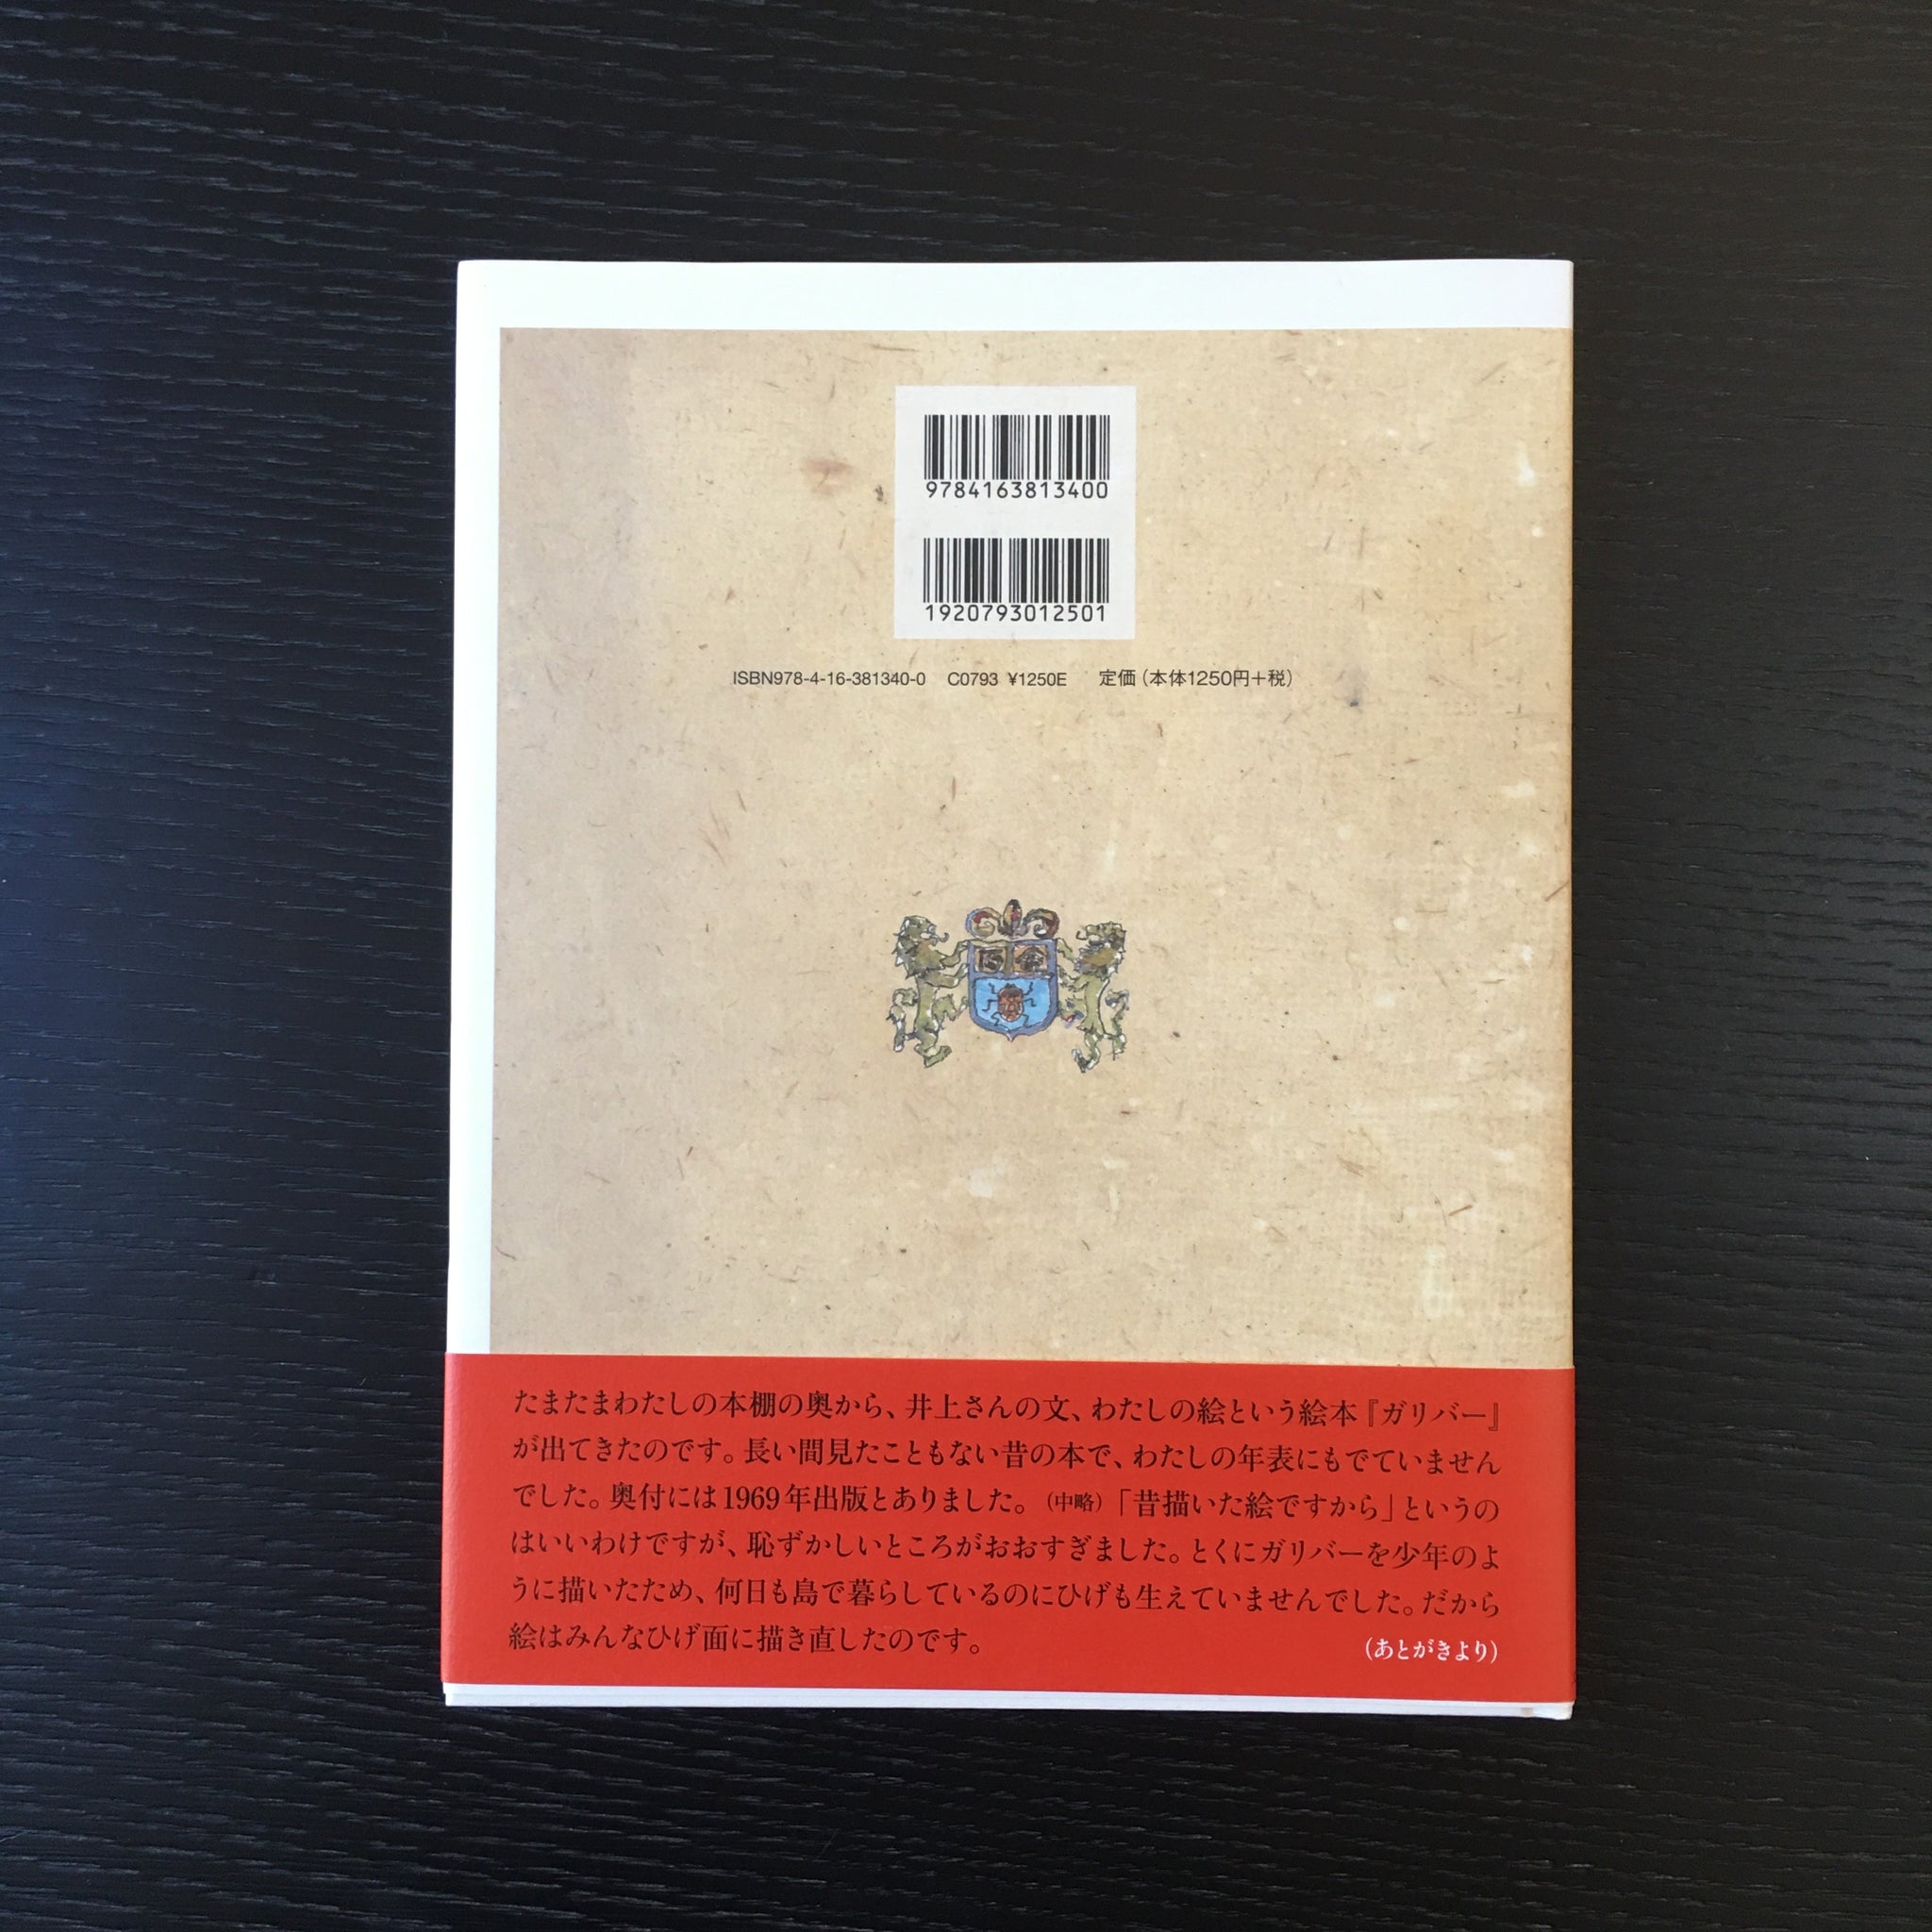 9784163813400
1920793012501
ISBN978-4-16-381340-0　C0793 ¥1250E　定価（本体1250円＋税）
たまたまわたしの本棚の奥から、井上さんの文、わたしの絵という絵本『ガリバー』
が出てきたのです。長い間見たこともない昔の本で、わたしの年表にもでていません
でした。奥付には1969年出版とありました。（中略）「昔描いた絵ですから」というの
はいいわけですが、恥ずかしいところがおおすぎました。とくにガリバーを少年のよ
うに描いたため、何日も島で暮らしているのにひげも生えていませんでした。だから
絵はみんなひげ面に描き直したのです。
（あとがきより）